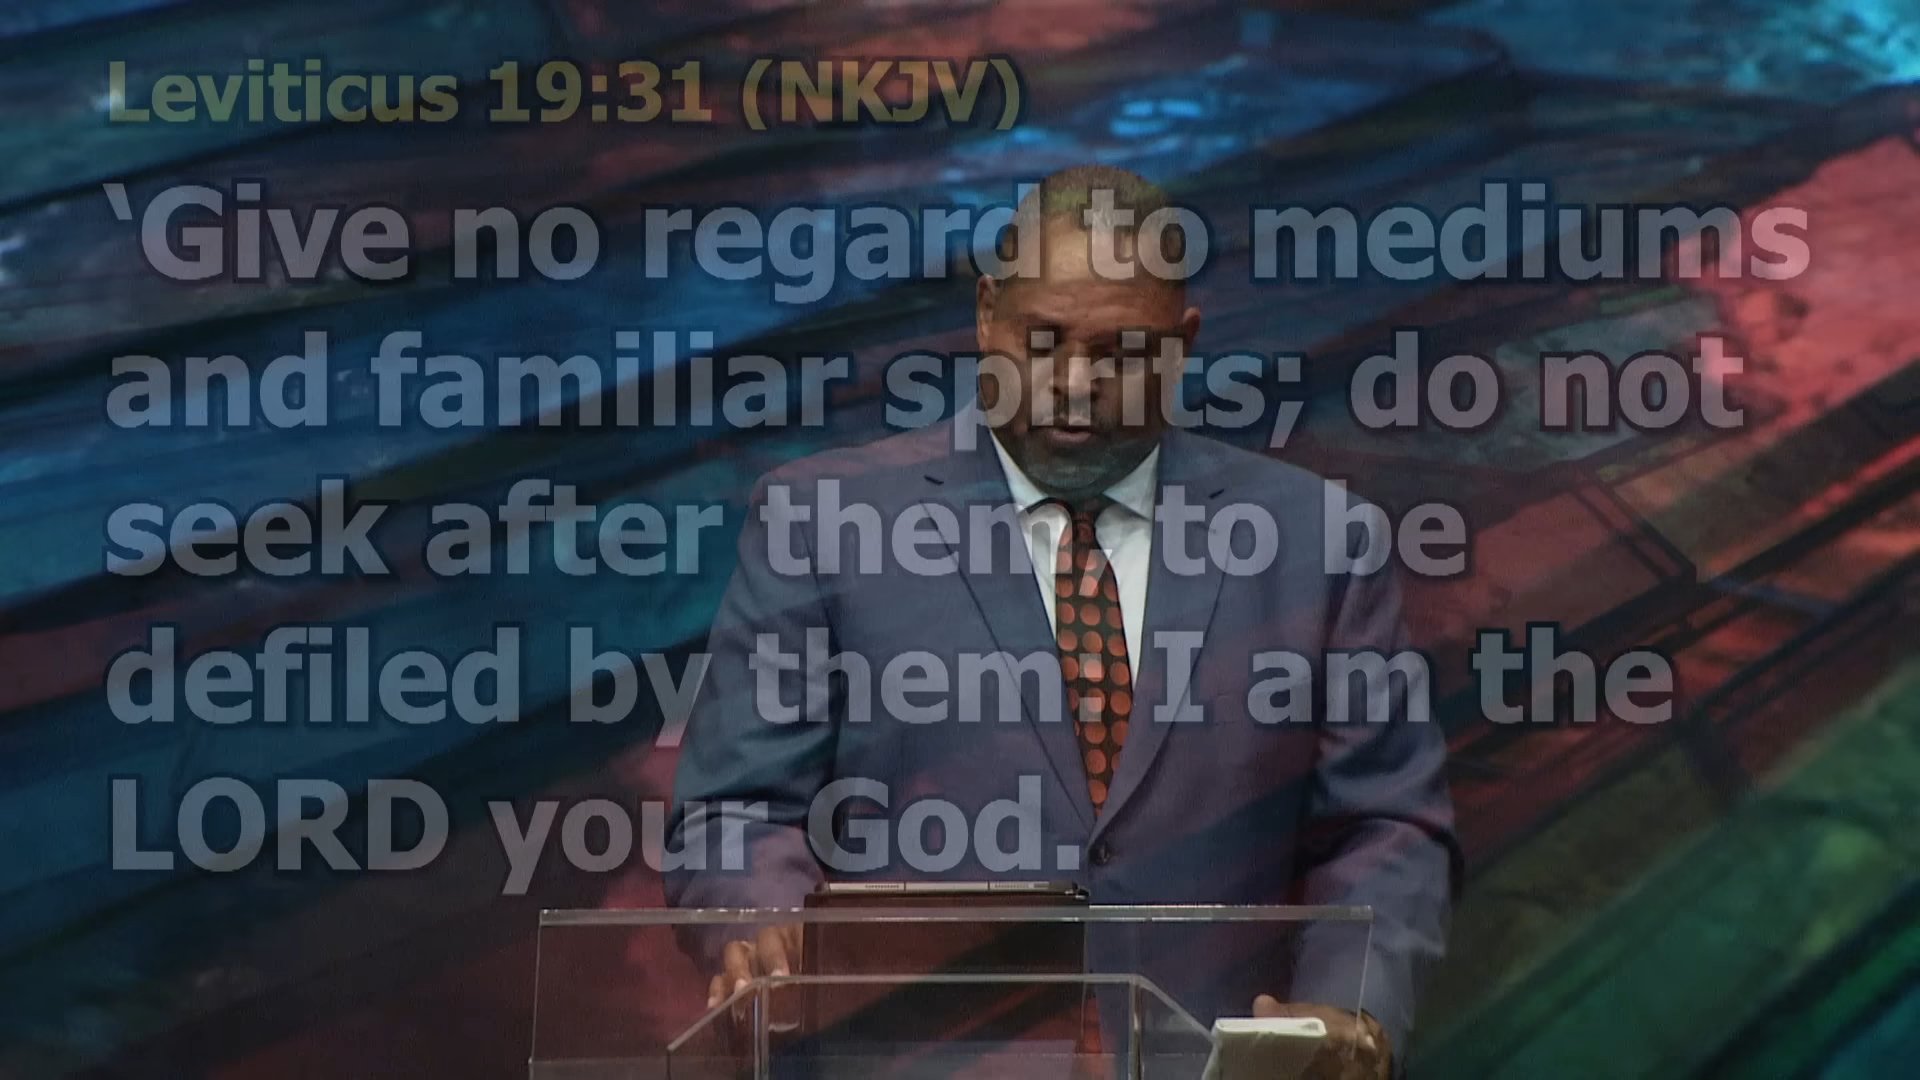 Leviticus 19:31 (NKJV)
‘Give no regard to mediums
and familiar spirits; do not
seek after them, to be
defiled by them: I am the
LORD your God.